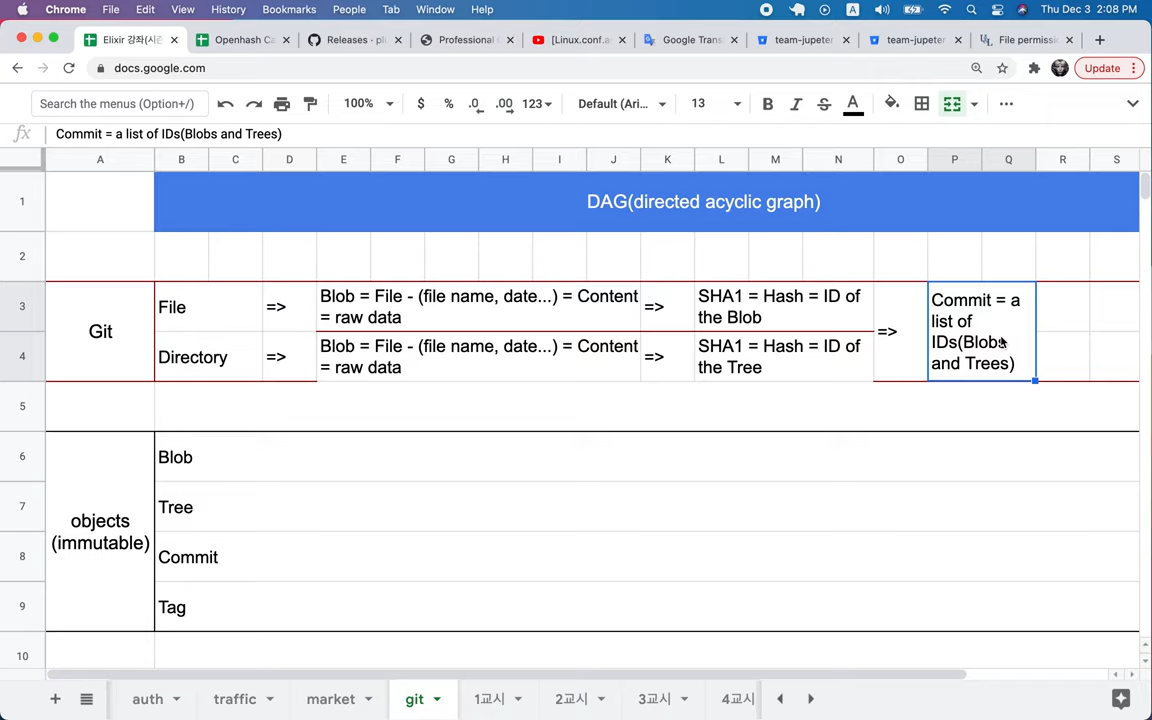 Chrome File Edit View History Bookmarks People Tab Window Help A Thu Dec 3 2:08 PM
Elixir 강좌(시즌 Openhash Ca Releases - pl Professional [Linux.conf.a Google Trans team-jupeter team-jupeter File permissi
docs.google.com Update
Search the menus (Option+/) 100% $ % .0 .00 123 Default (Ari... 13 B I S A
fx Commit = a list of IDs(Blobs and Trees)
A B C D E F G H I J K L M N O P Q R S
1 DAG(directed acyclic graph)
2
3 File => Blob = File - (file name, date...) = Content
= raw data
=> SHA1 = Hash = ID of
the Blob
Git
4 Directory => Blob = File - (file name, date...) = Content
= raw data
=> SHA1 = Hash = ID of
the Tree
=>
Commit = a
list of
IDs(Blobs
and Trees)
5
6 Blob
7 Tree
objects
(immutable)
8 Commit
9 Tag
10
auth traffic market git 1교시 2교시 3교시 4교시